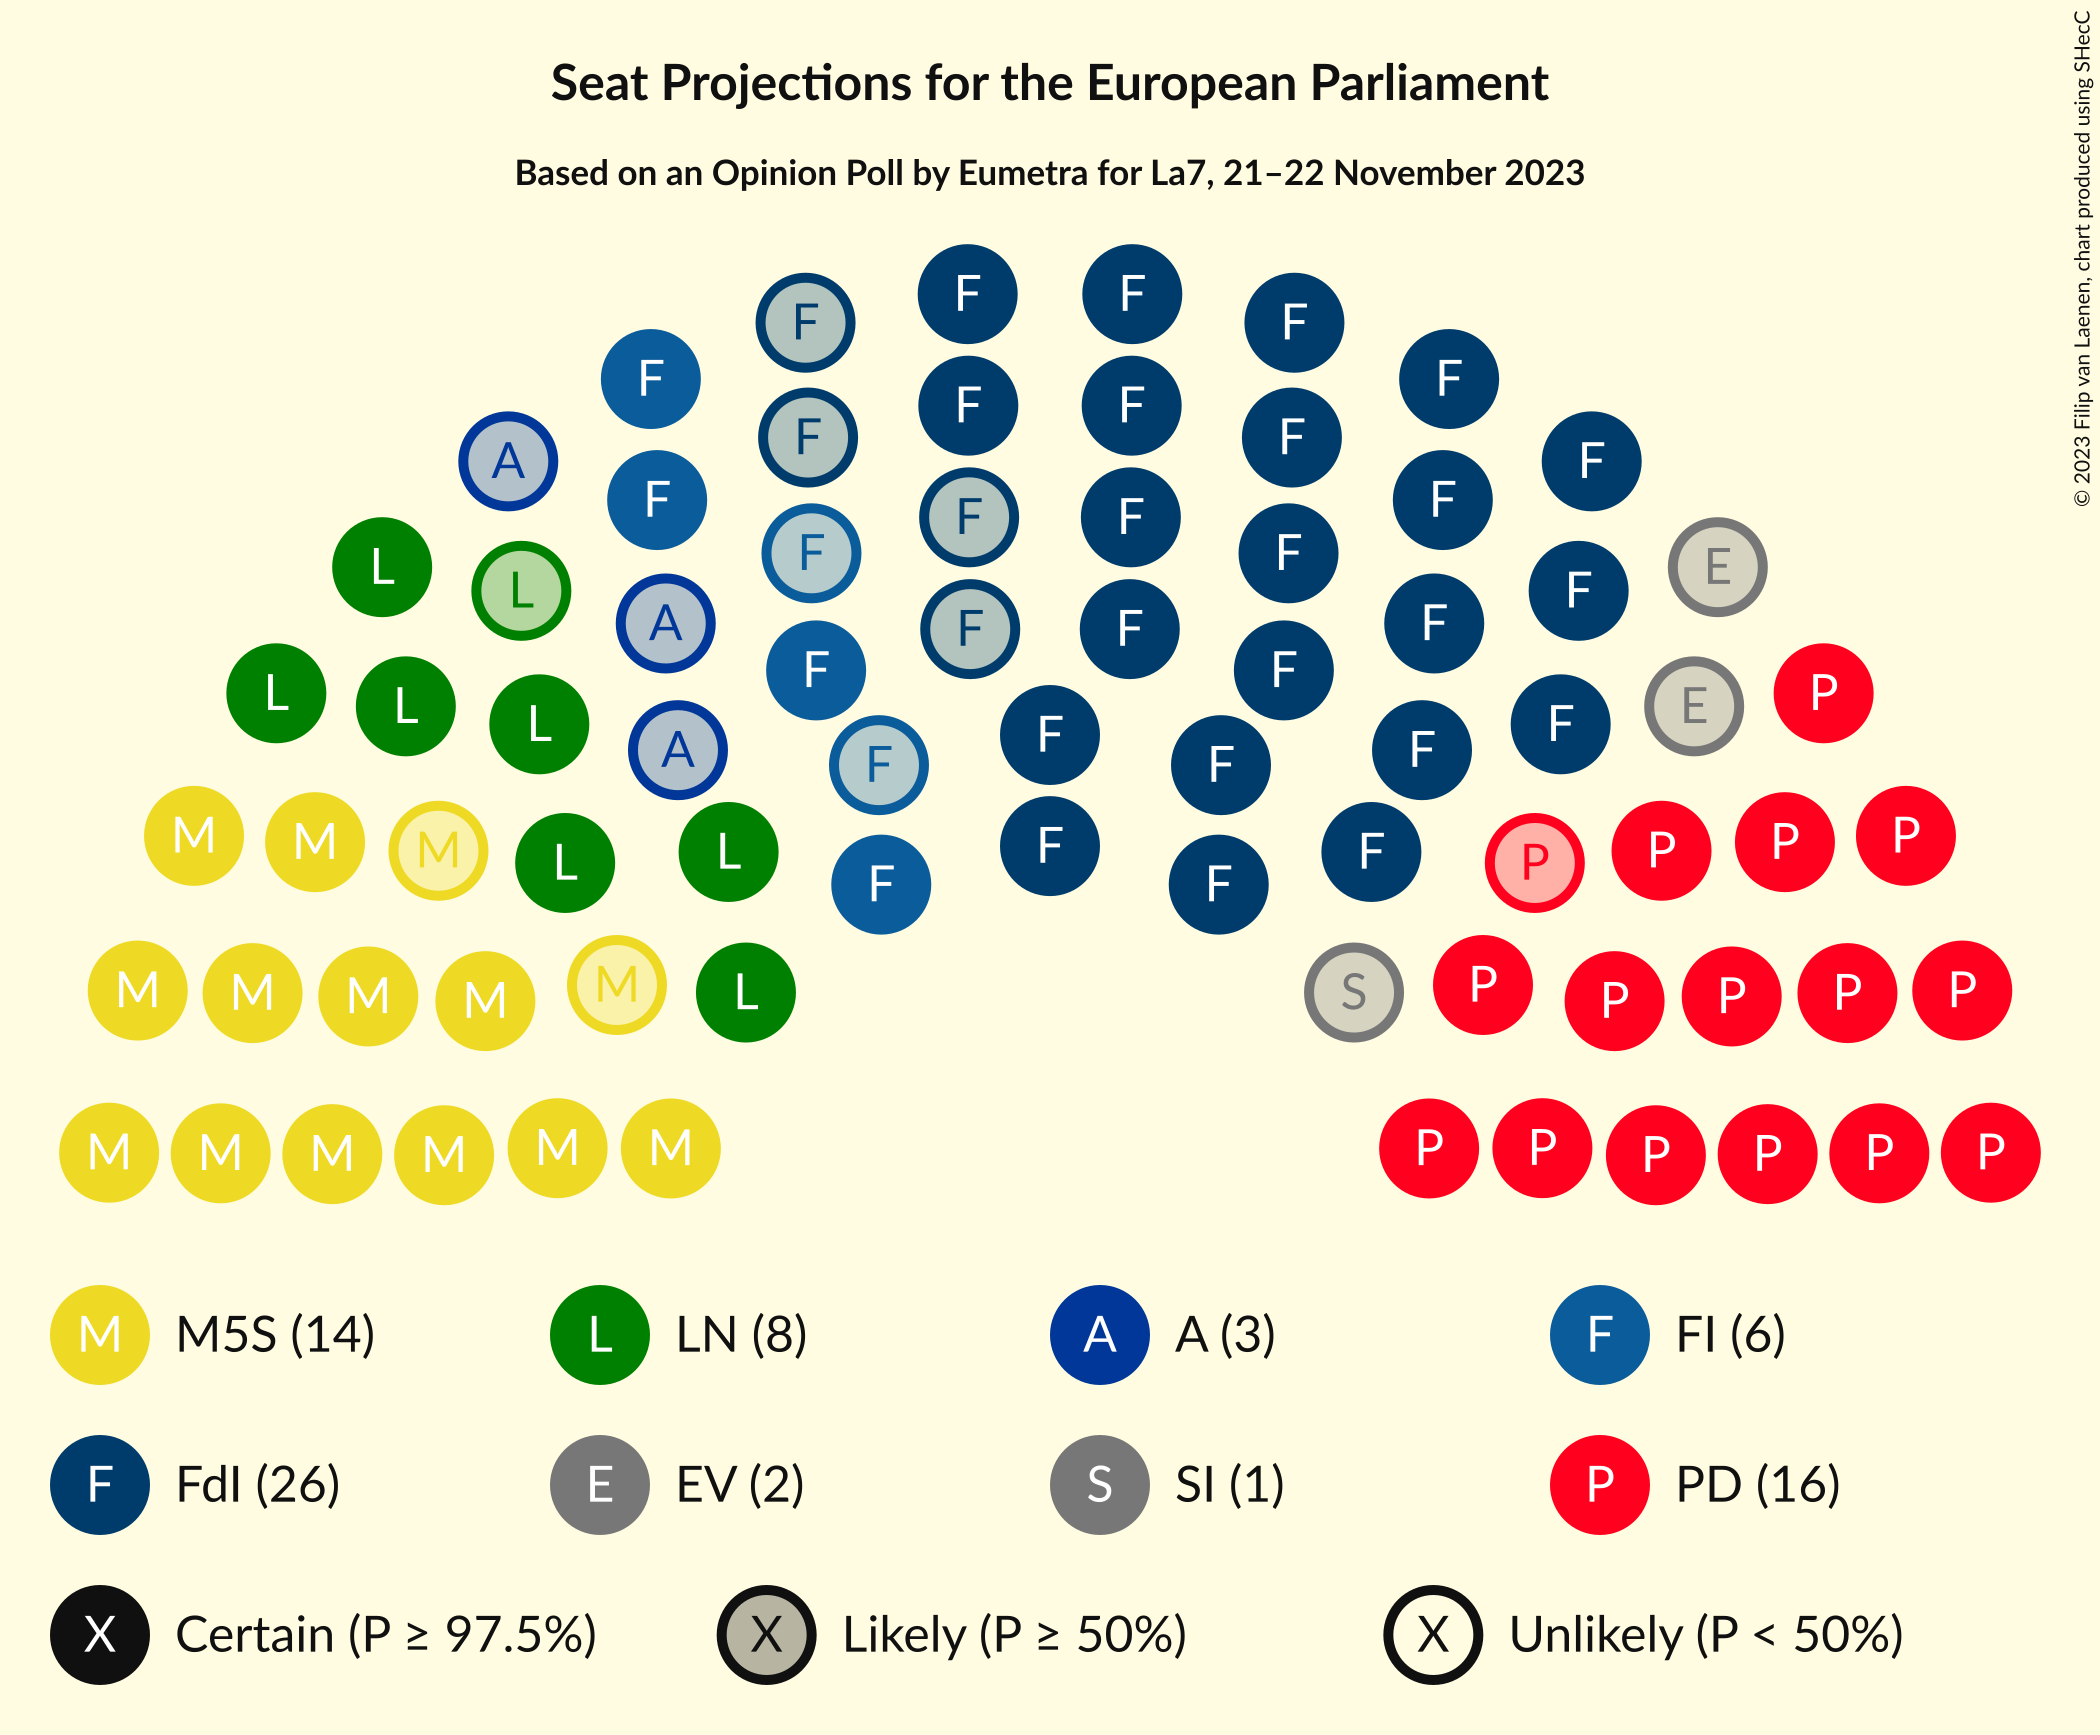 Seat Projections for the European Parliament
Based on an Opinion Poll by Eumetra for La7, 21–22 November 2023
© 2023 Filip van Laenen, chart produced using SHecC
F F F F
F F
F F F F
A F F
F F
F F F F
L L E
A F F
F F
L L L F F E P
A F F
F F F
M M M L L P P P P
F F F F
M M M M M L S P P P P P
M M M M M M P P P P P P
M M5S (14) L LN (8) A A (3) F FI (6)
F FdI (26) E EV (2) S SI (1) P PD (16)
X Certain (P ≥ 97.5%) X Likely (P ≥ 50%) X Unlikely (P < 50%)